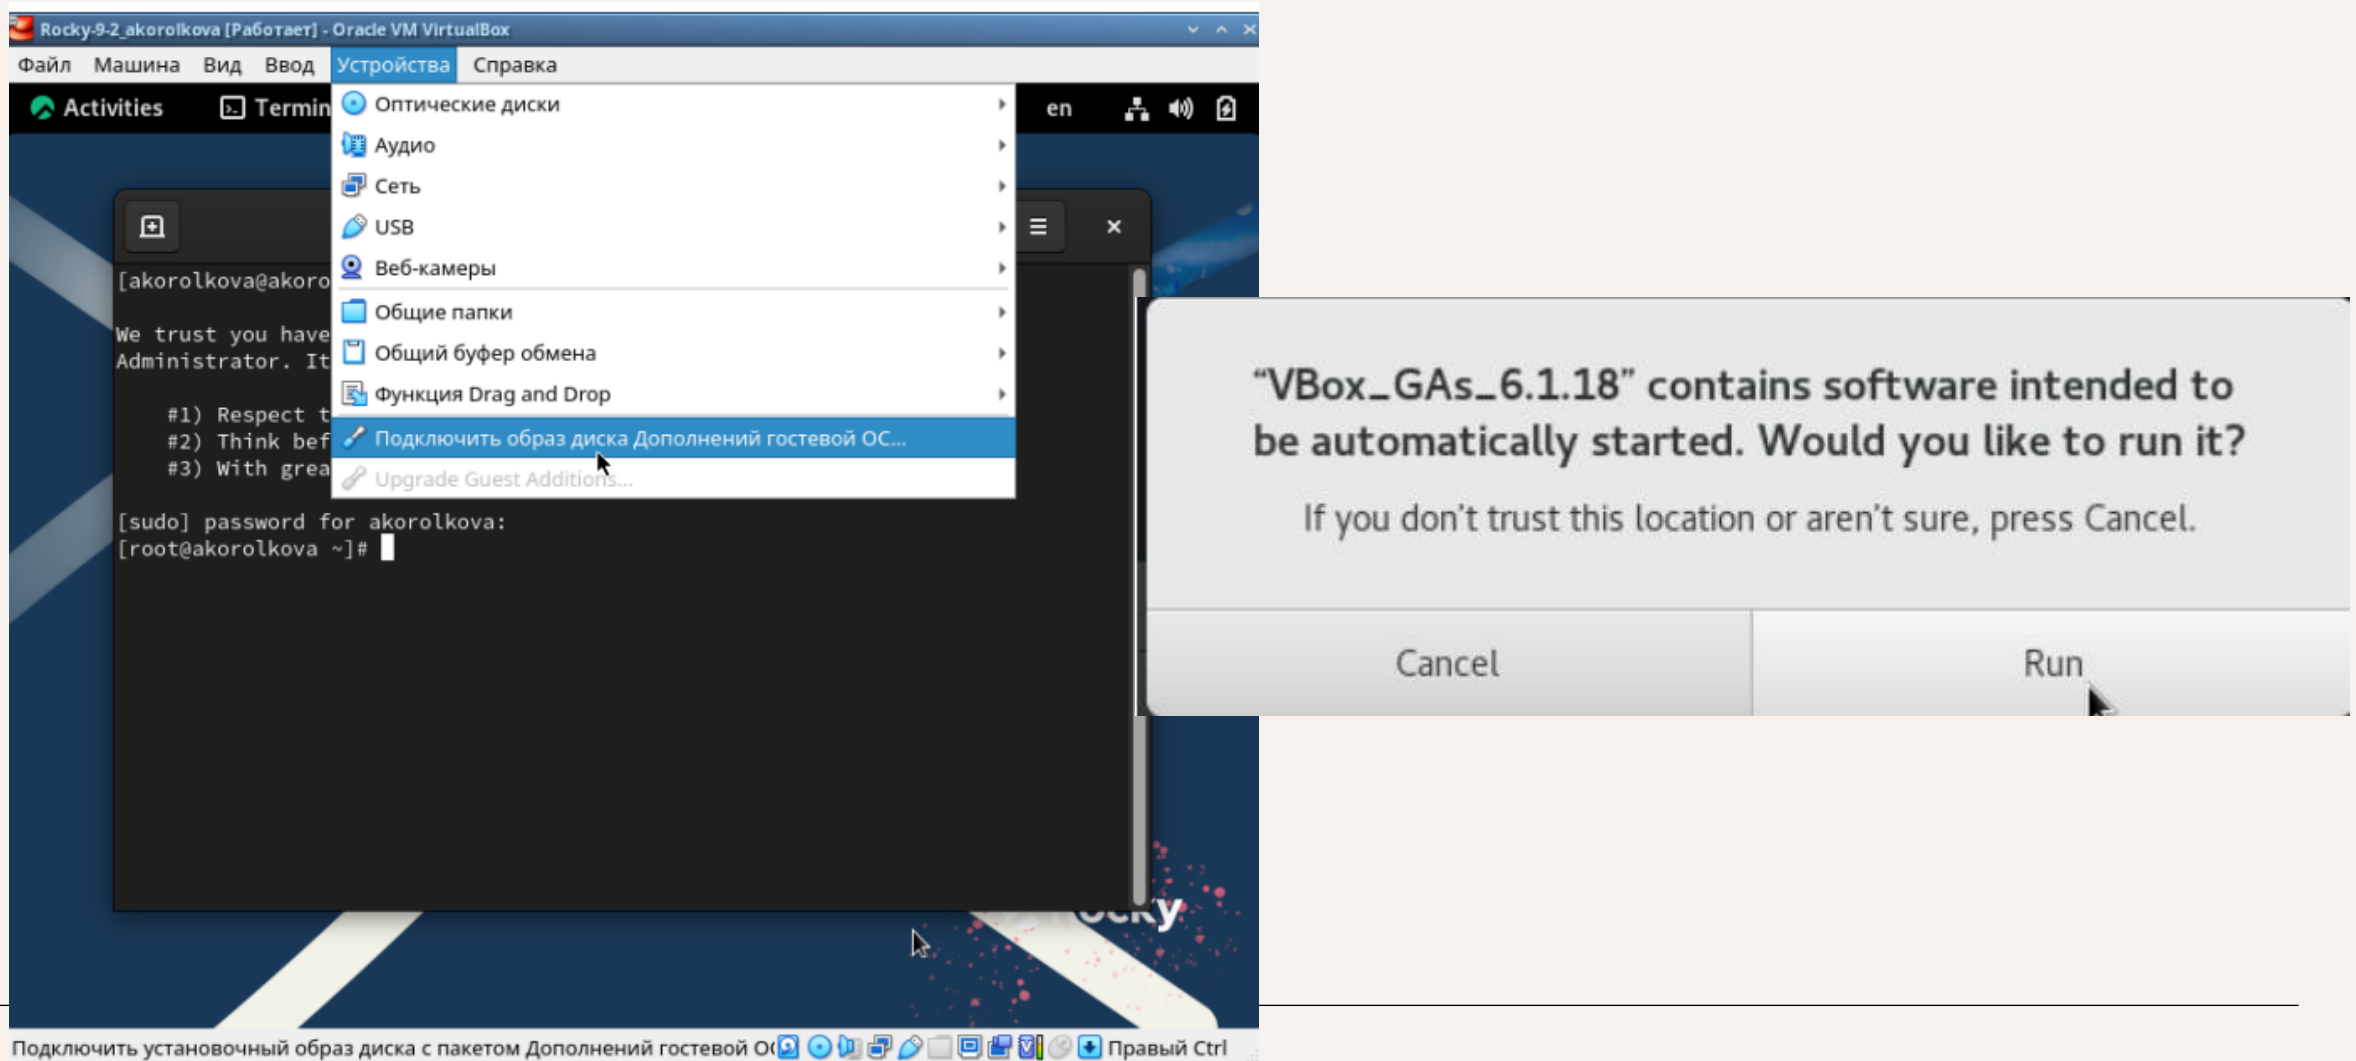 Rocky-9-2_akorolkova [Работает] - Oracle VM VirtualBox
Файл Машина Вид Ввод Устройства Справка
Activities Termin en
Оптические диски
Аудио
Сеть
USB
Веб-камеры
Общие папки
Общий буфер обмена
Функция Drag and Drop
Подключить образ диска Дополнений гостевой ОС...
Upgrade Guest Additions...
[akorolkova@akoro
We trust you have
Administrator. It
#1) Respect t
#2) Think bef
#3) With grea
[sudo] password for akorolkova:
[root@akorolkova ~]#
Rocky
Подключить установочный образ диска с пакетом Дополнений гостевой ОС
Правый Ctrl
“VBox_GAs_6.1.18” contains software intended to
be automatically started. Would you like to run it?
If you don't trust this location or aren't sure, press Cancel.
Cancel Run